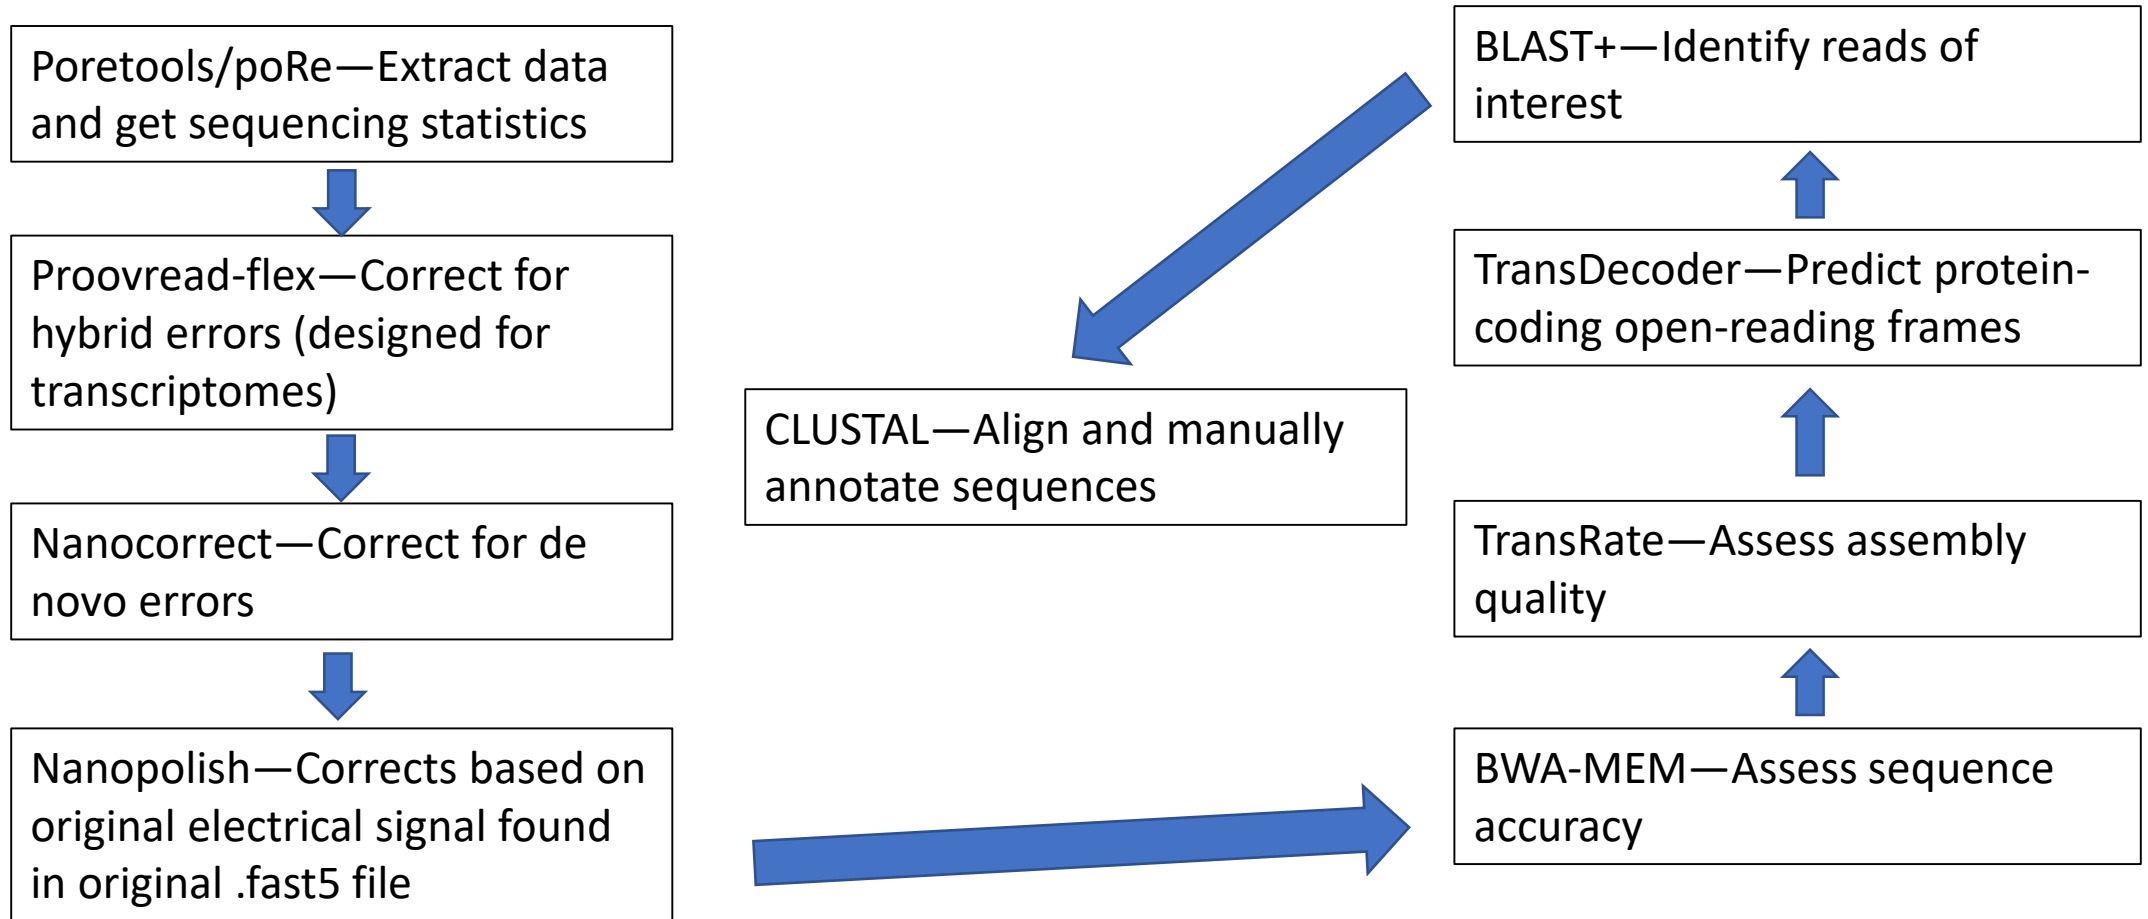 Poretools/poRe—Extract data
and get sequencing statistics
Proovread-flex—Correct for
hybrid errors (designed for
transcriptomes)
Nanocorrect—Correct for de
novo errors
Nanopolish—Corrects based on
original electrical signal found
in original .fast5 file
BWA-MEM—Assess sequence
accuracy
TransRate—Assess assembly
quality
TransDecoder—Predict protein-
coding open-reading frames
BLAST+—Identify reads of
interest
CLUSTAL—Align and manually
annotate sequences